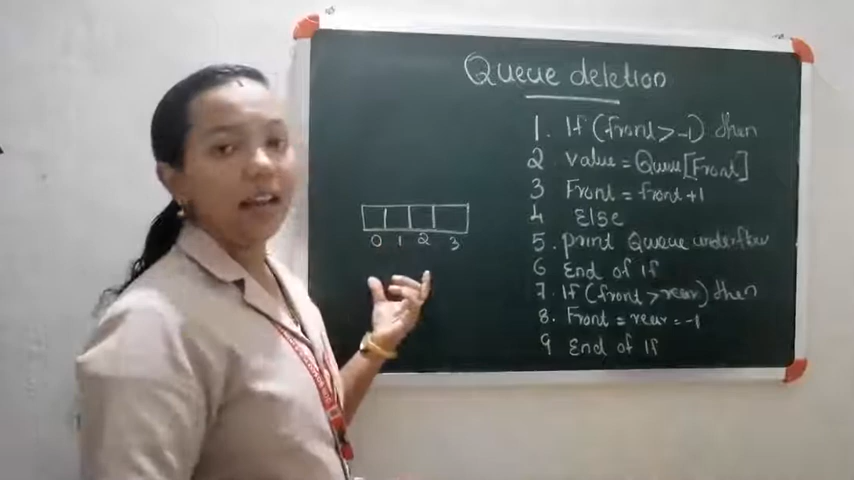 Queue deletion
1. If (front > -1) then
2 value = Queue [Front]
3 Front = front +1
4 Else
5 .print Queue underflow
6 End of if
7 If (front > rear) then
8. Front = rear = -1
9 End of if
0 1 2 3